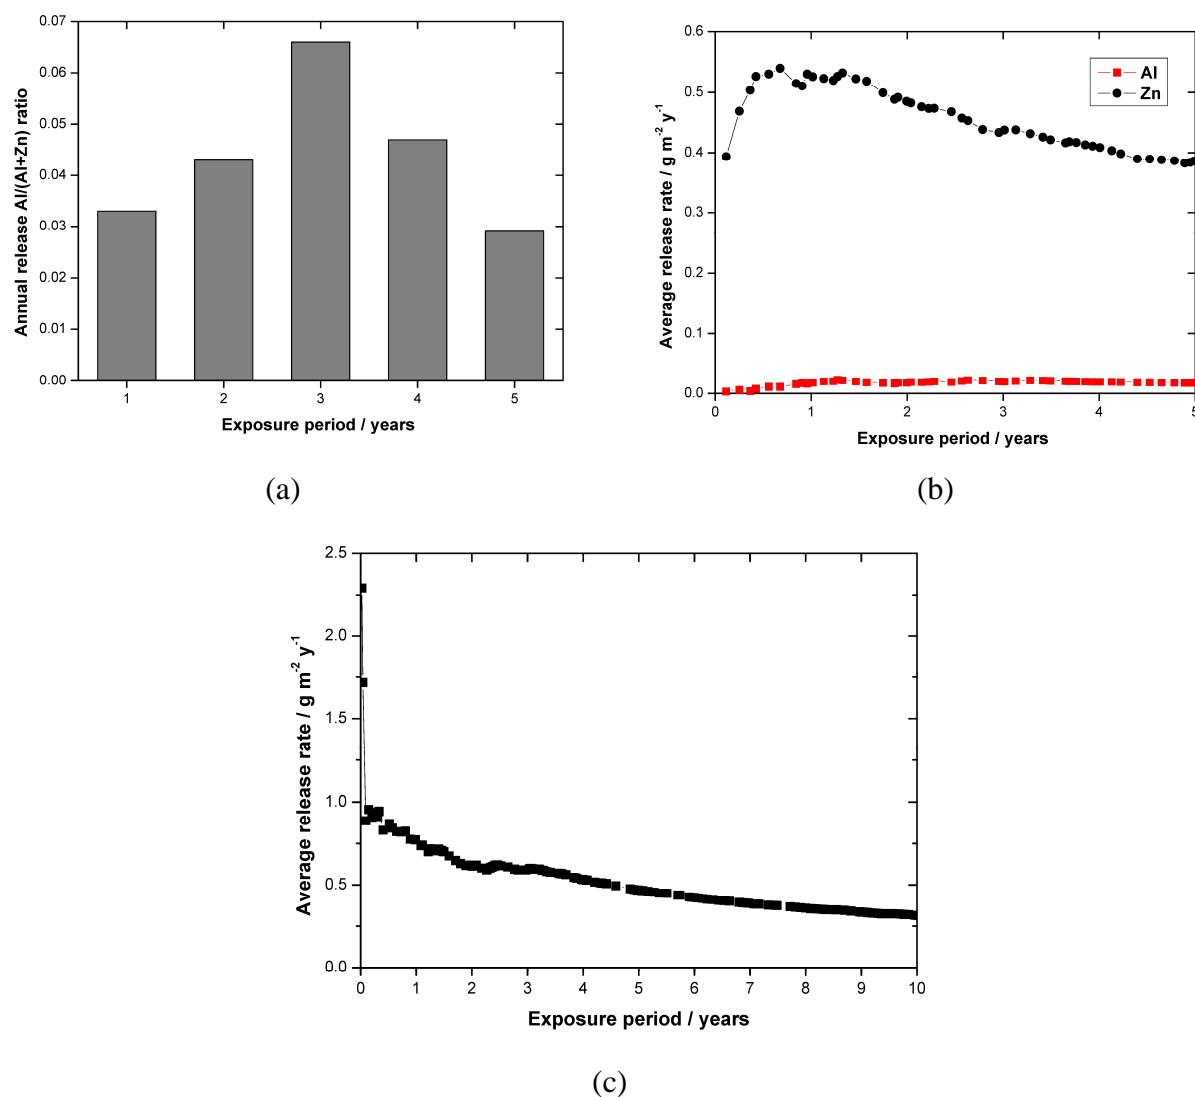 0.07
0.06
0.05
0.04
0.03
0.02
0.01
0.00
Annual release Al/(Al+Zn) ratio
1 2 3 4 5
Exposure period / years
(a)
0.6
0.5
0.4
0.3
0.2
0.1
0.0
Average release rate / g m⁻² y⁻¹
Al
Zn
0 1 2 3 4 5
Exposure period / years
(b)
2.5
2.0
1.5
1.0
0.5
0.0
Average release rate / g m⁻² y⁻¹
0 1 2 3 4 5 6 7 8 9 10
Exposure period / years
(c)